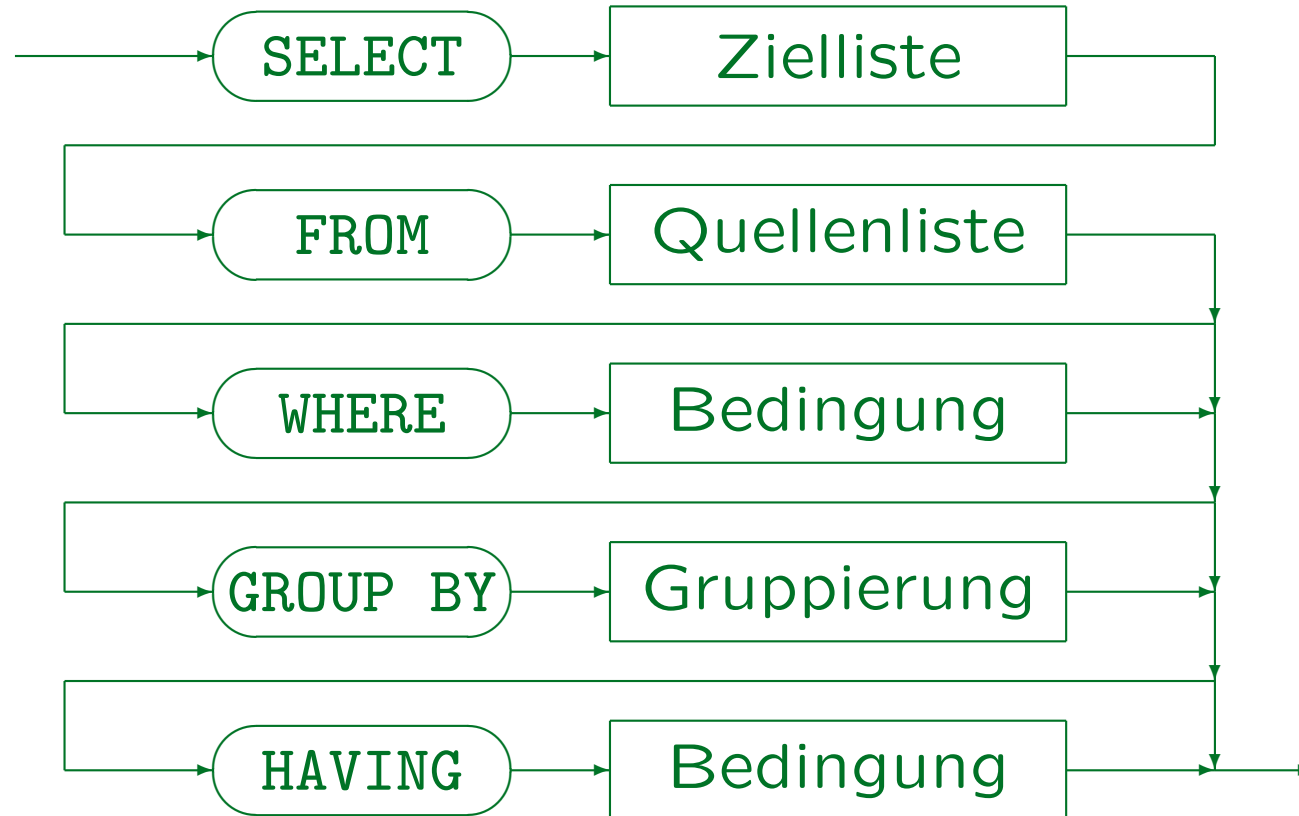 SELECT Zielliste
FROM Quellenliste
WHERE Bedingung
GROUP BY Gruppierung
HAVING Bedingung